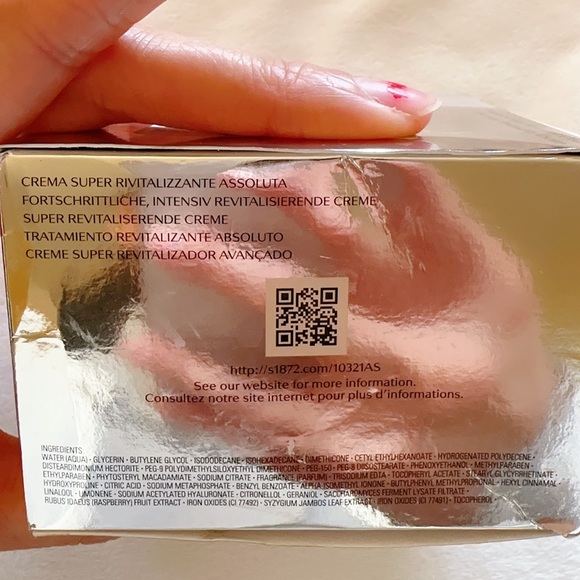 CREMA SUPER RIVITALIZZANTE ASSOLUTA
FORTSCHRITTLICHE, INTENSIV REVITALISIERENDE CREME
SUPER REVITALISERENDE CREME
TRATAMIENTO REVITALIZANTE ABSOLUTO
CREME SUPER REVITALIZADOR AVANÇADO
http://s1872.com/10321AS
See our website for more information.
Consultez notre site internet pour plus d'informations.
INGREDIENTS:
WATER (AQUA) • GLYCERIN • BUTYLENE GLYCOL • ISODODECANE • ISOHEXADECANE • DIMETHICONE • CETYL ETHYLHEXANOATE • HYDROGENATED POLYDECENE •
DISTEARDIMONIUM HECTORITE • PEG-9 POLYDIMETHYLSILOXYETHYL DIMETHICONE • PEG-150 • PEG-8 DIISOSTEARATE • PHENOXYETHANOL • METHYLPARABEN •
ETHYLPARABEN • PHYTOSTERYL MACADAMIATE • SODIUM CITRATE • FRAGRANCE (PARFUM) • TRISODIUM EDTA • TOCOPHERYL ACETATE • STEARYL GLYCYRRHETINATE •
HYDROXYPROLINE • CITRIC ACID • SODIUM METAPHOSPHATE • BENZYL BENZOATE • ALPHA-ISOMETHYL IONONE • BUTYLPHENYL METHYLPROPIONAL • HEXYL CINNAMAL •
LINALOOL • LIMONENE • SODIUM ACETYLATED HYALURONATE • CITRONELLOL • GERANIOL • SACCHAROMYCES FERMENT LYSATE FILTRATE •
RUBUS IDAEUS (RASPBERRY) FRUIT EXTRACT • IRON OXIDES (CI 77492) • SYZYGIUM JAMBOS LEAF EXTRACT • IRON OXIDES (CI 77491) • TOCOPHEROL •